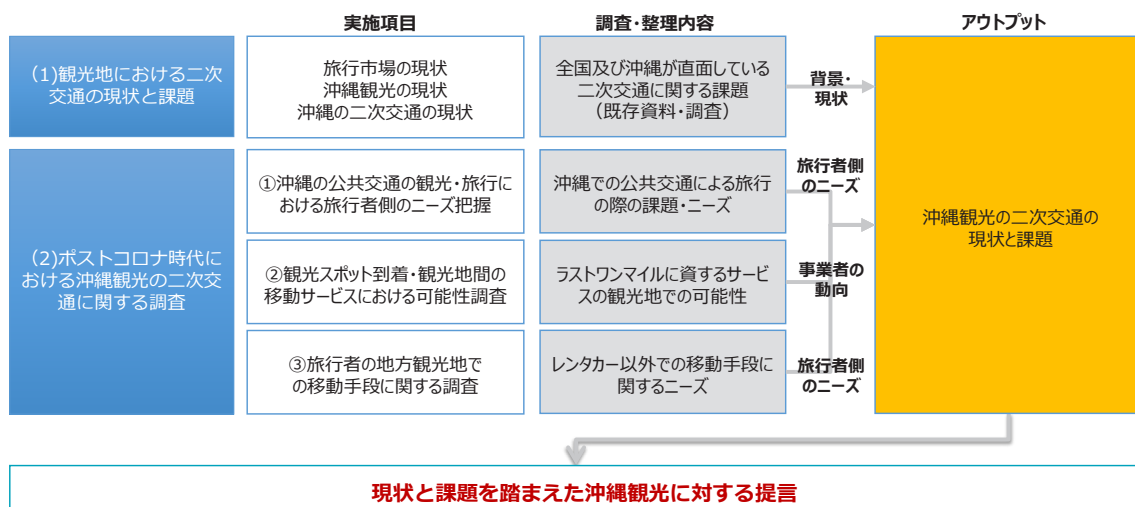 実施項目
調査・整理内容
アウトプット
（1）観光地における二次
交通の現状と課題
旅行市場の現状
沖縄観光の現状
沖縄の二次交通の現状
全国及び沖縄が直面している
二次交通に関する課題
（既存資料・調査）
背景・
現状
（2）ポストコロナ時代に
おける沖縄観光の二次交
通に関する調査
①沖縄の公共交通の観光・旅行に
おける旅行者側のニーズ把握
沖縄での公共交通による旅行
の際の課題・ニーズ
旅行者側
のニーズ
②観光スポット到着・観光地間の
移動サービスにおける可能性調査
ラストワンマイルに資するサービ
スの観光地での可能性
事業者の
動向
③旅行者の地方観光地で
の移動手段に関する調査
レンタカー以外での移動手段に
関するニーズ
旅行者側
のニーズ
沖縄観光の二次交通の
現状と課題
現状と課題を踏まえた沖縄観光に対する提言